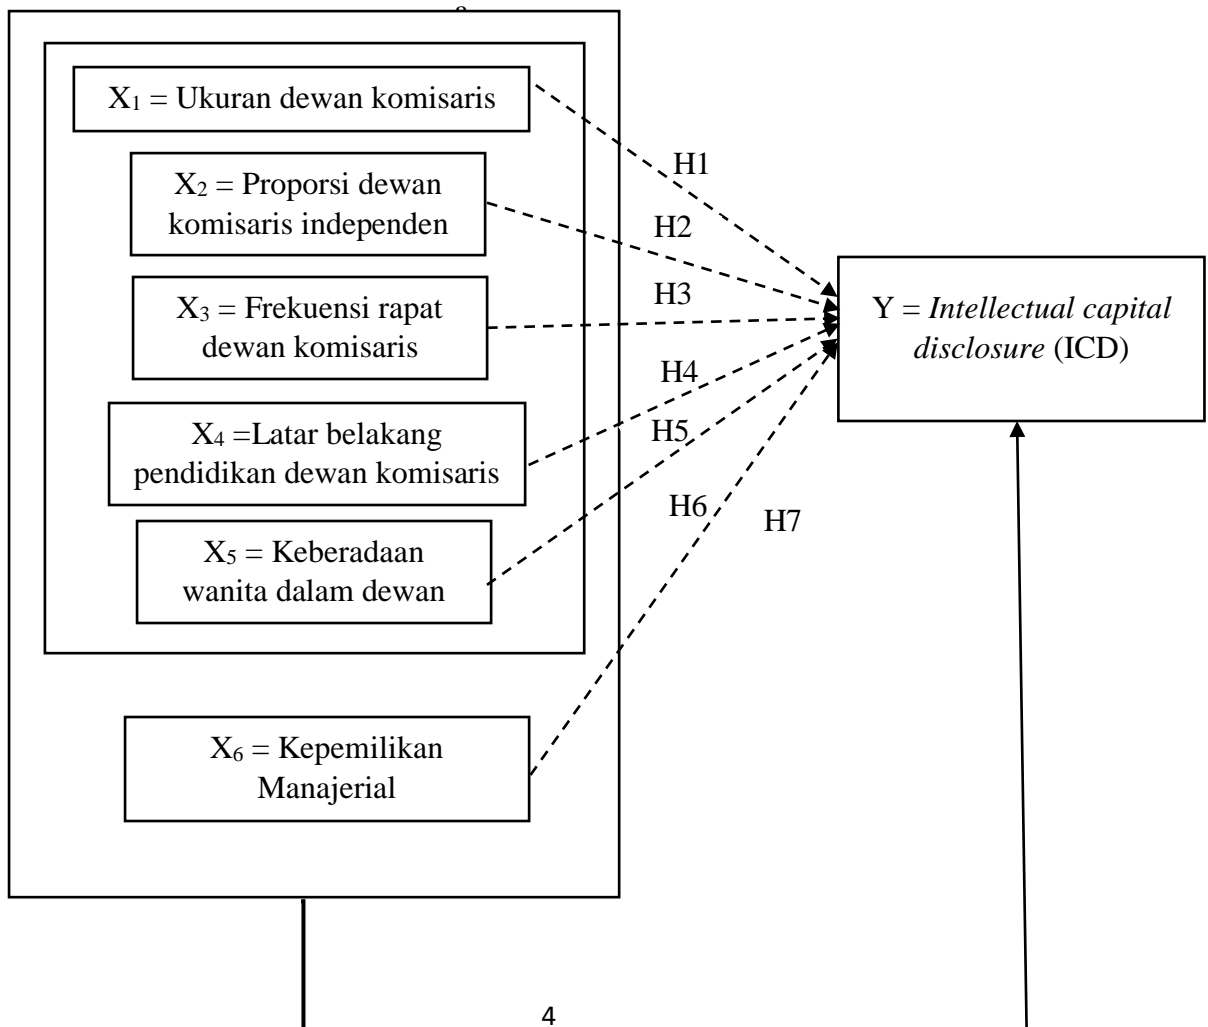 X1 = Ukuran dewan komisaris
X2 = Proporsi dewan
komisaris independen
X3 = Frekuensi rapat
dewan komisaris
X4 =Latar belakang
pendidikan dewan komisaris
X5 = Keberadaan
wanita dalam dewan
X6 = Kepemilikan
Manajerial
H1
H2
H3
H4
H5
H6
H7
Y = Intellectual capital
disclosure (ICD)
4